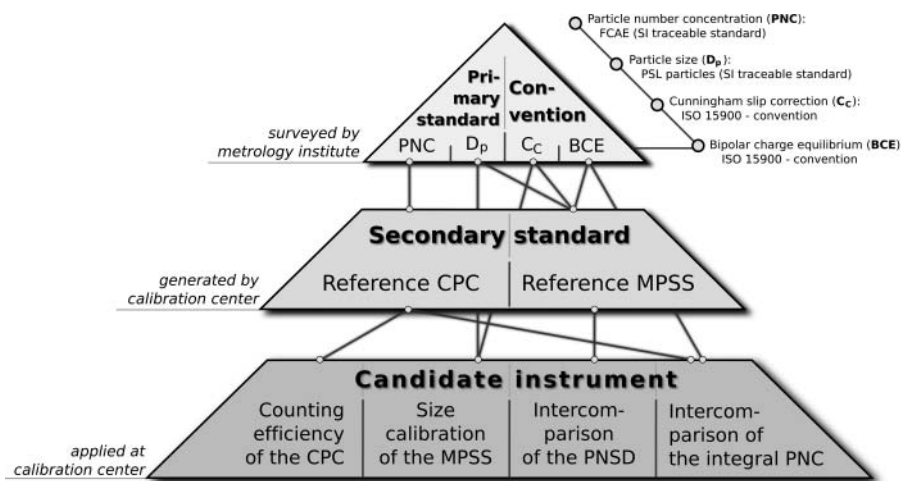 Particle number concentration (PNC):
FCAE (SI traceable standard)
Particle size (Dp):
PSL particles (SI traceable standard)
Cunningham slip correction (CC):
ISO 15900 - convention
Bipolar charge equilibrium (BCE)
ISO 15900 - convention
Pri-
mary
standard
Con-
vention
surveyed by
metrology institute
PNC Dp CC BCE
Secondary standard
generated by
calibration center
Reference CPC
Reference MPSS
Candidate instrument
applied at
calibration center
Counting
efficiency
of the CPC
Size
calibration
of the MPSS
Intercom-
parison
of the PNSD
Intercom-
parison of
the integral PNC